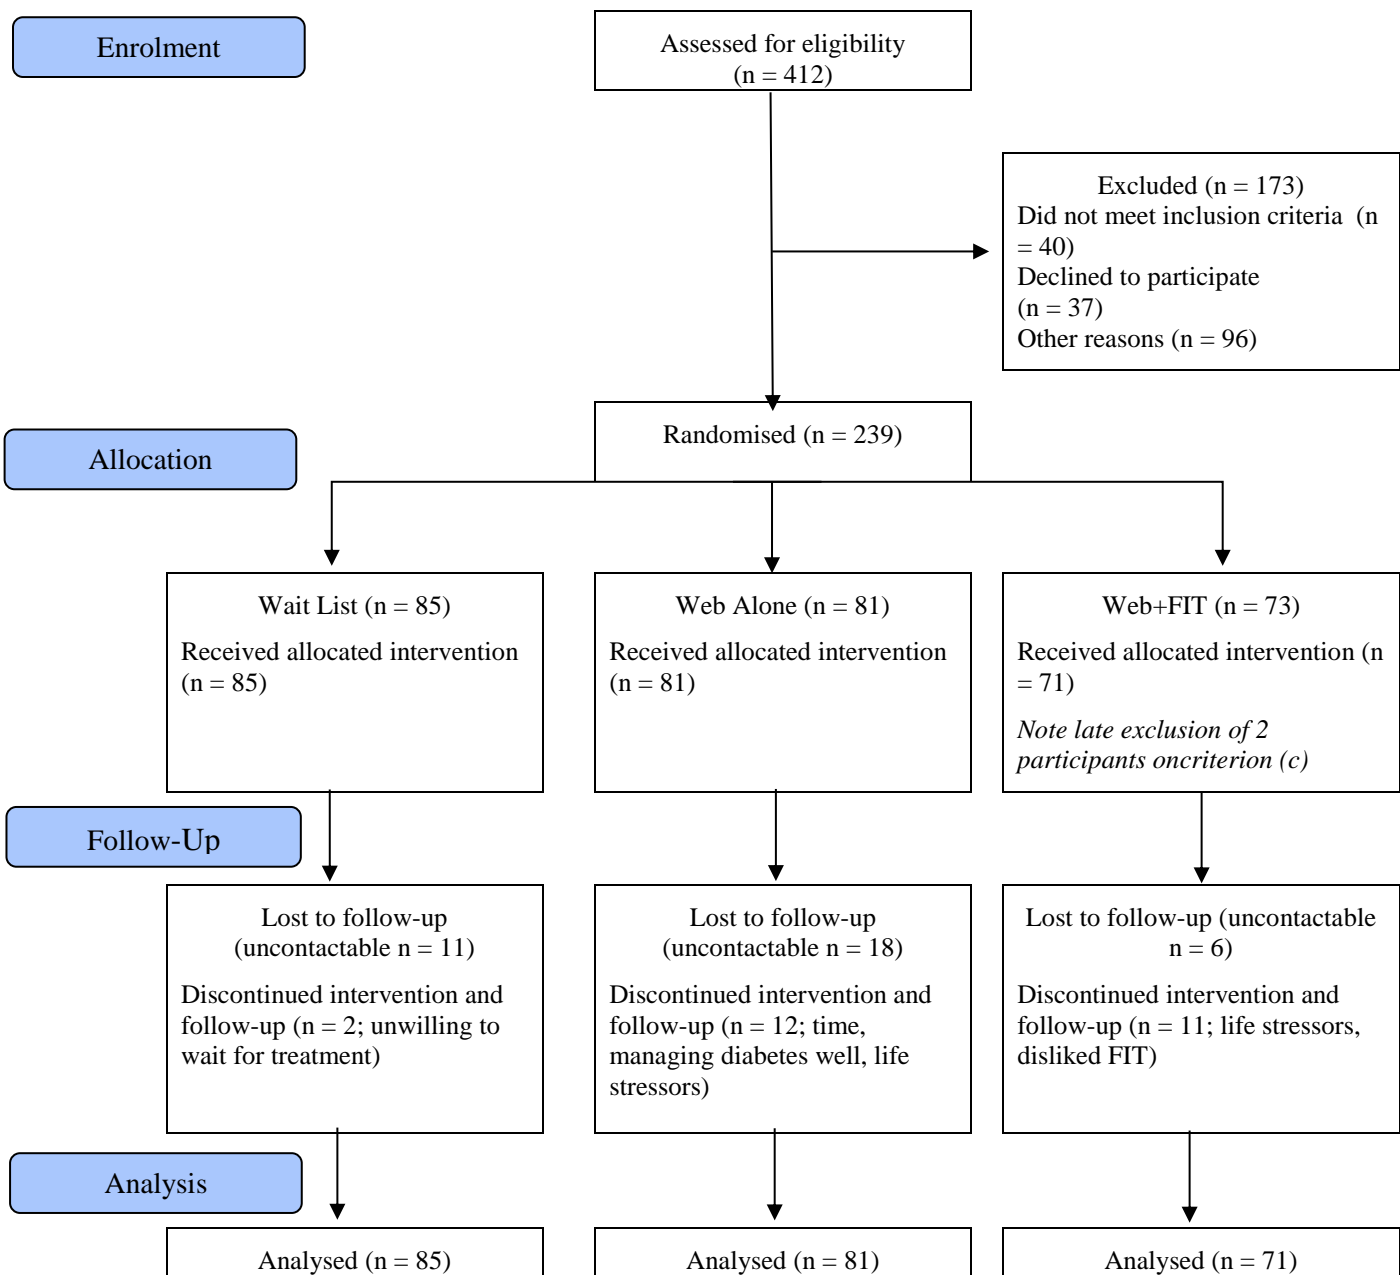 Enrolment
Assessed for eligibility
(n = 412)
Excluded (n = 173)
Did not meet inclusion criteria (n
= 40)
Declined to participate
(n = 37)
Other reasons (n = 96)
Randomised (n = 239)
Allocation
Wait List (n = 85)
Received allocated intervention
(n = 85)
Web Alone (n = 81)
Received allocated intervention
(n = 81)
Web+FIT (n = 73)
Received allocated intervention (n
= 71)
Note late exclusion of 2
participants oncriterion (c)
Follow-Up
Lost to follow-up
(uncontactable n = 11)
Discontinued intervention and
follow-up (n = 2; unwilling to
wait for treatment)
Lost to follow-up
(uncontactable n = 18)
Discontinued intervention and
follow-up (n = 12; time,
managing diabetes well, life
stressors)
Lost to follow-up (uncontactable
n = 6)
Discontinued intervention and
follow-up (n = 11; life stressors,
disliked FIT)
Analysis
Analysed (n = 85)
Analysed (n = 81)
Analysed (n = 71)